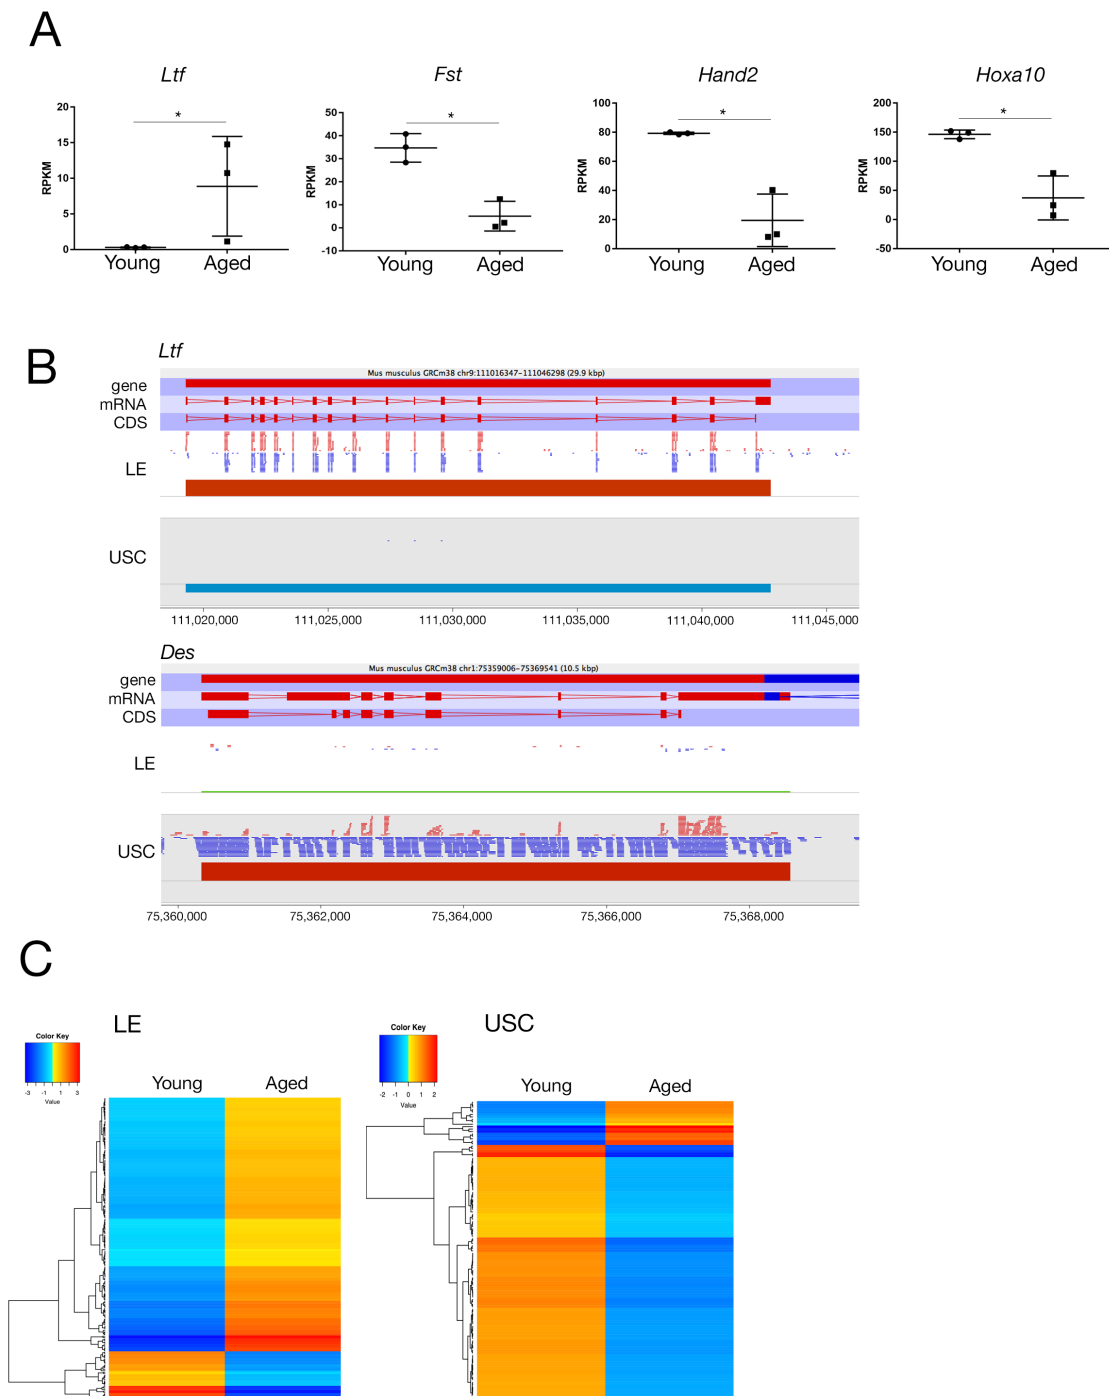 A
Ltf
Fst
Hand2
Hoxa10
20
15
10
5
0
RPKM
*
Young
Aged
50
40
30
20
10
0
-10
RPKM
*
Young
Aged
100
80
60
40
20
0
RPKM
*
Young
Aged
200
150
100
50
0
-50
RPKM
*
Young
Aged
B
Ltf
Mus musculus GRCm38 chr9:111016347-111046298 (29.9 kbp)
gene
mRNA
CDS
LE
USC
111,020,000 111,025,000 111,030,000 111,035,000 111,040,000 111,045,000
Des
Mus musculus GRCm38 chr1:75359006-75369541 (10.5 kbp)
gene
mRNA
CDS
LE
USC
75,360,000 75,362,000 75,364,000 75,366,000 75,368,000
C
LE
Color Key
-3 -1 1 3
Value
Young Aged
USC
Color Key
-2 -1 0 1 2
Value
Young Aged